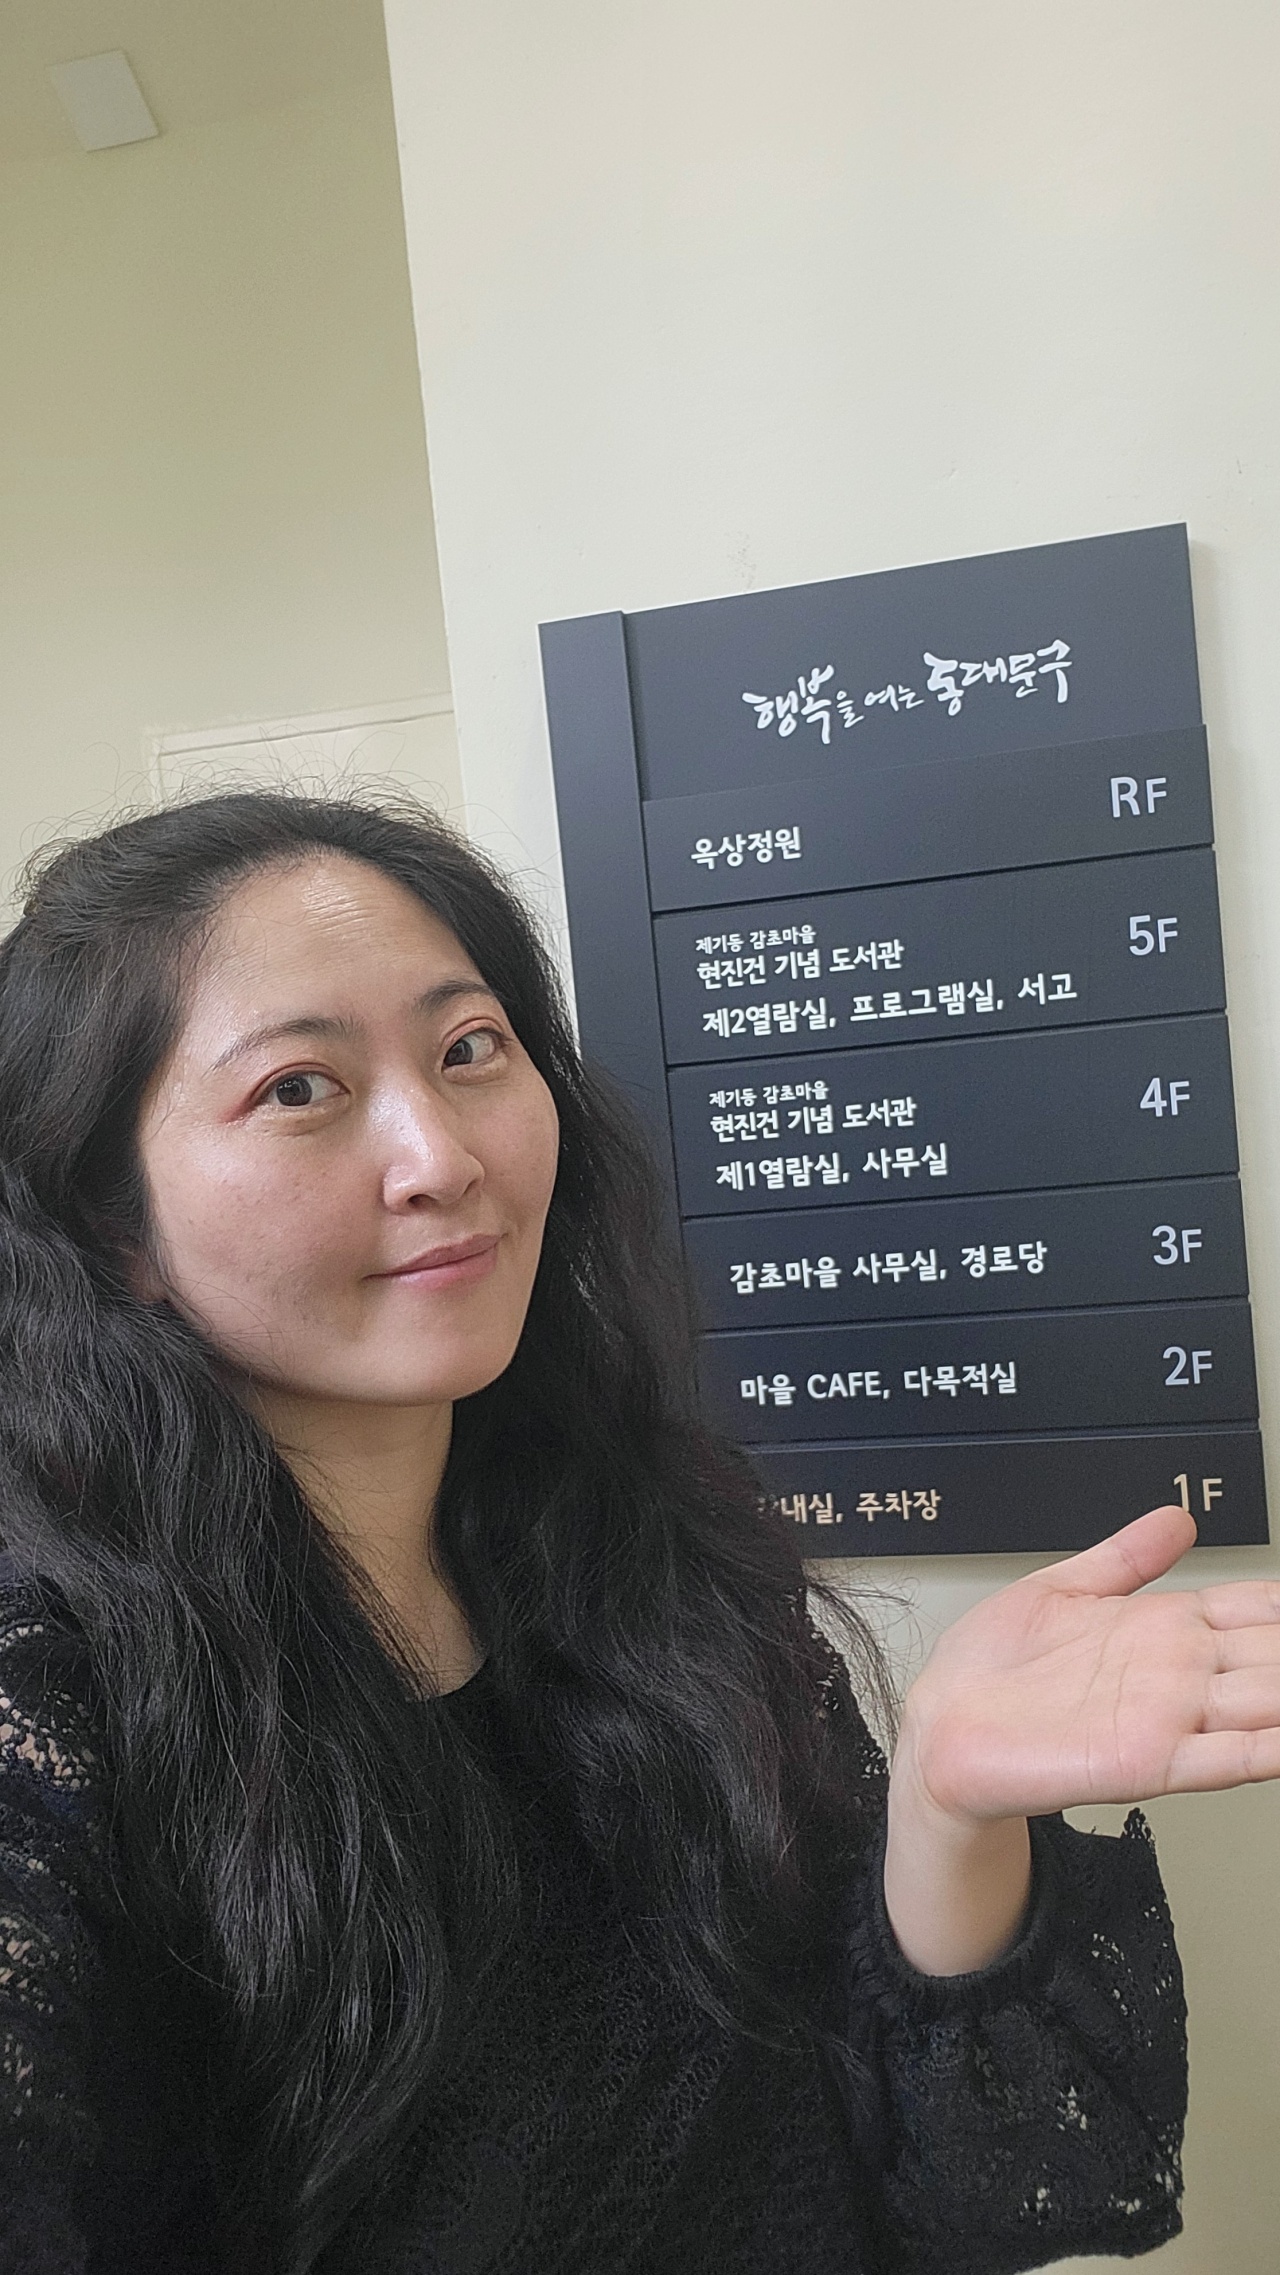 행복을 여는 동대문구
옥상정원 RF
제기동 감초마을
현진건 기념 도서관 5F
제2열람실, 프로그램실, 서고
제기동 감초마을
현진건 기념 도서관 4F
제1열람실, 사무실
감초마을 사무실, 경로당 3F
마을 CAFE, 다목적실 2F
주차장 1F